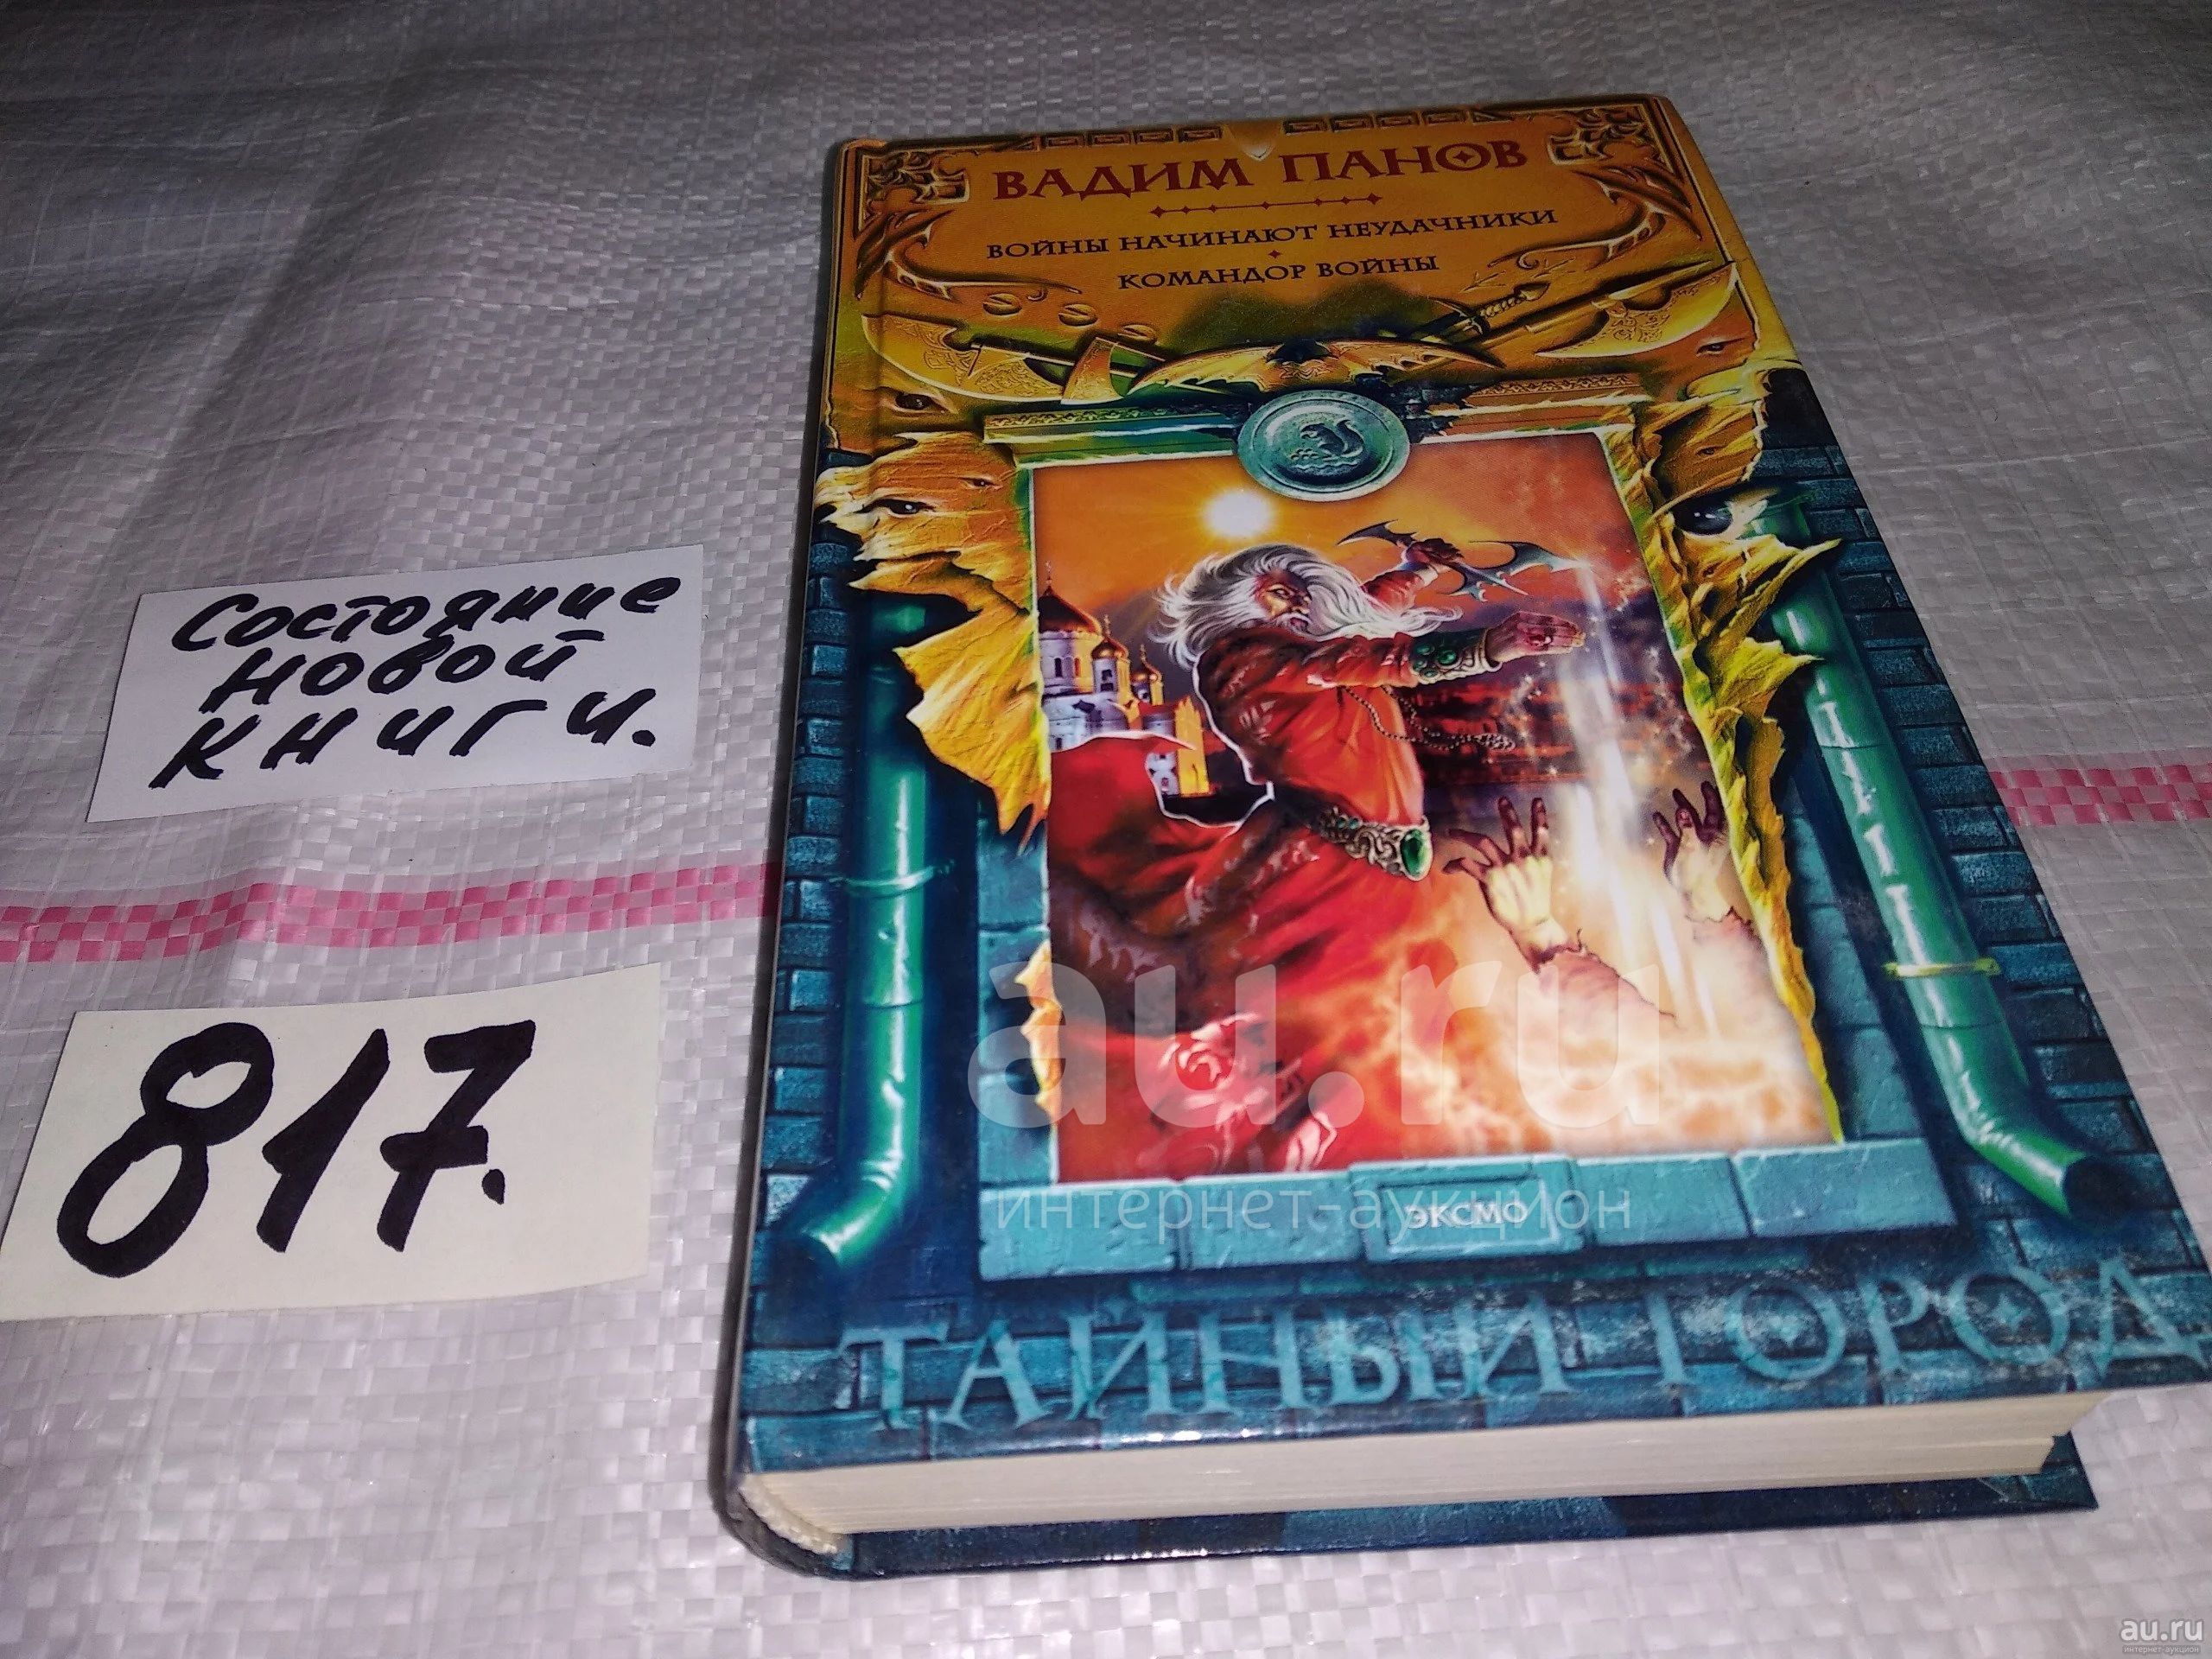 ВАДИМ ПАНОВ
ВОЙНЫ НАЧИНАЮТ НЕУДАЧНИКИ
КОМАНДОР ВОЙНЫ
Состояние
новой
книги.
817.
au.ru
интернет-аукцион
ЭКСМО
ТАЙНЫЙ ГОРОД
au.ru
интернет-аукцион